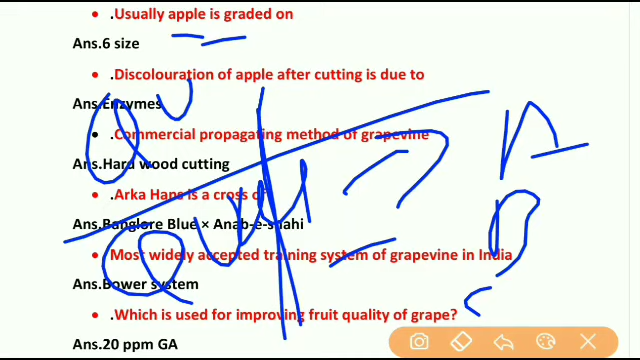 .Usually apple is graded on
Ans.6 size
.Discolouration of apple after cutting is due to
Ans.Enzymes
.Commercial propagating method of grapevine
Ans.Hard wood cutting
.Arka Hans is a cross of
Ans.Banglore Blue × Anab-e-shahi
Most widely accepted training system of grapevine in India
Ans.Bower system
.Which is used for improving fruit quality of grape?
Ans.20 ppm GA